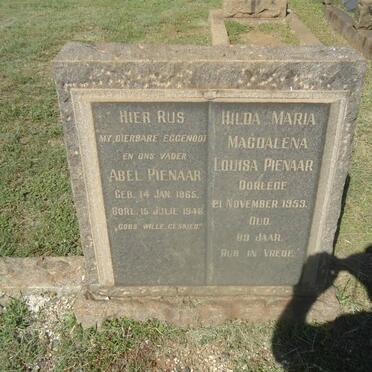 HIER RUS
MY DIERBARE EGGENOOT
EN ONS VADER
ABEL PIENAAR
GEB. 14 JAN. 1865.
OORL. 15 JULIE 1948
"GODS WILLE GESKIED."
HILDA MARIA
MAGDALENA
LOUISA PIENAAR
OORLEDE
21 NOVEMBER 1953.
OUD
89 JAAR.
RUS IN VREDE.